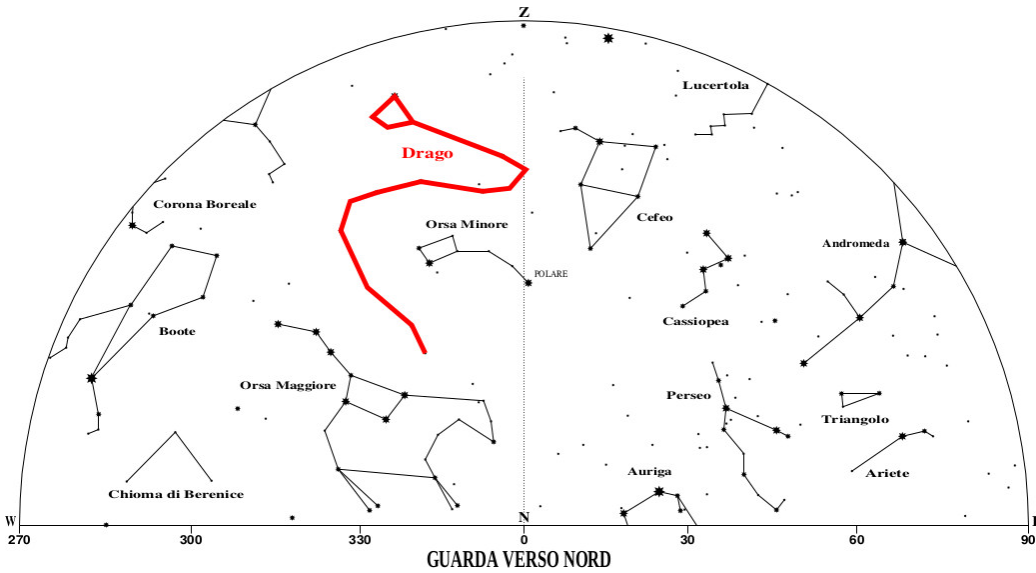 Z
Lucertola
Drago
Corona Boreale
Orsa Minore
Cefeo
Andromeda
POLARE
Cassiopea
Boote
Orsa Maggiore
Perseo
Triangolo
Auriga
Ariete
Chioma di Berenice
W
N
270
300
330
0
30
60
90
GUARDA VERSO NORD